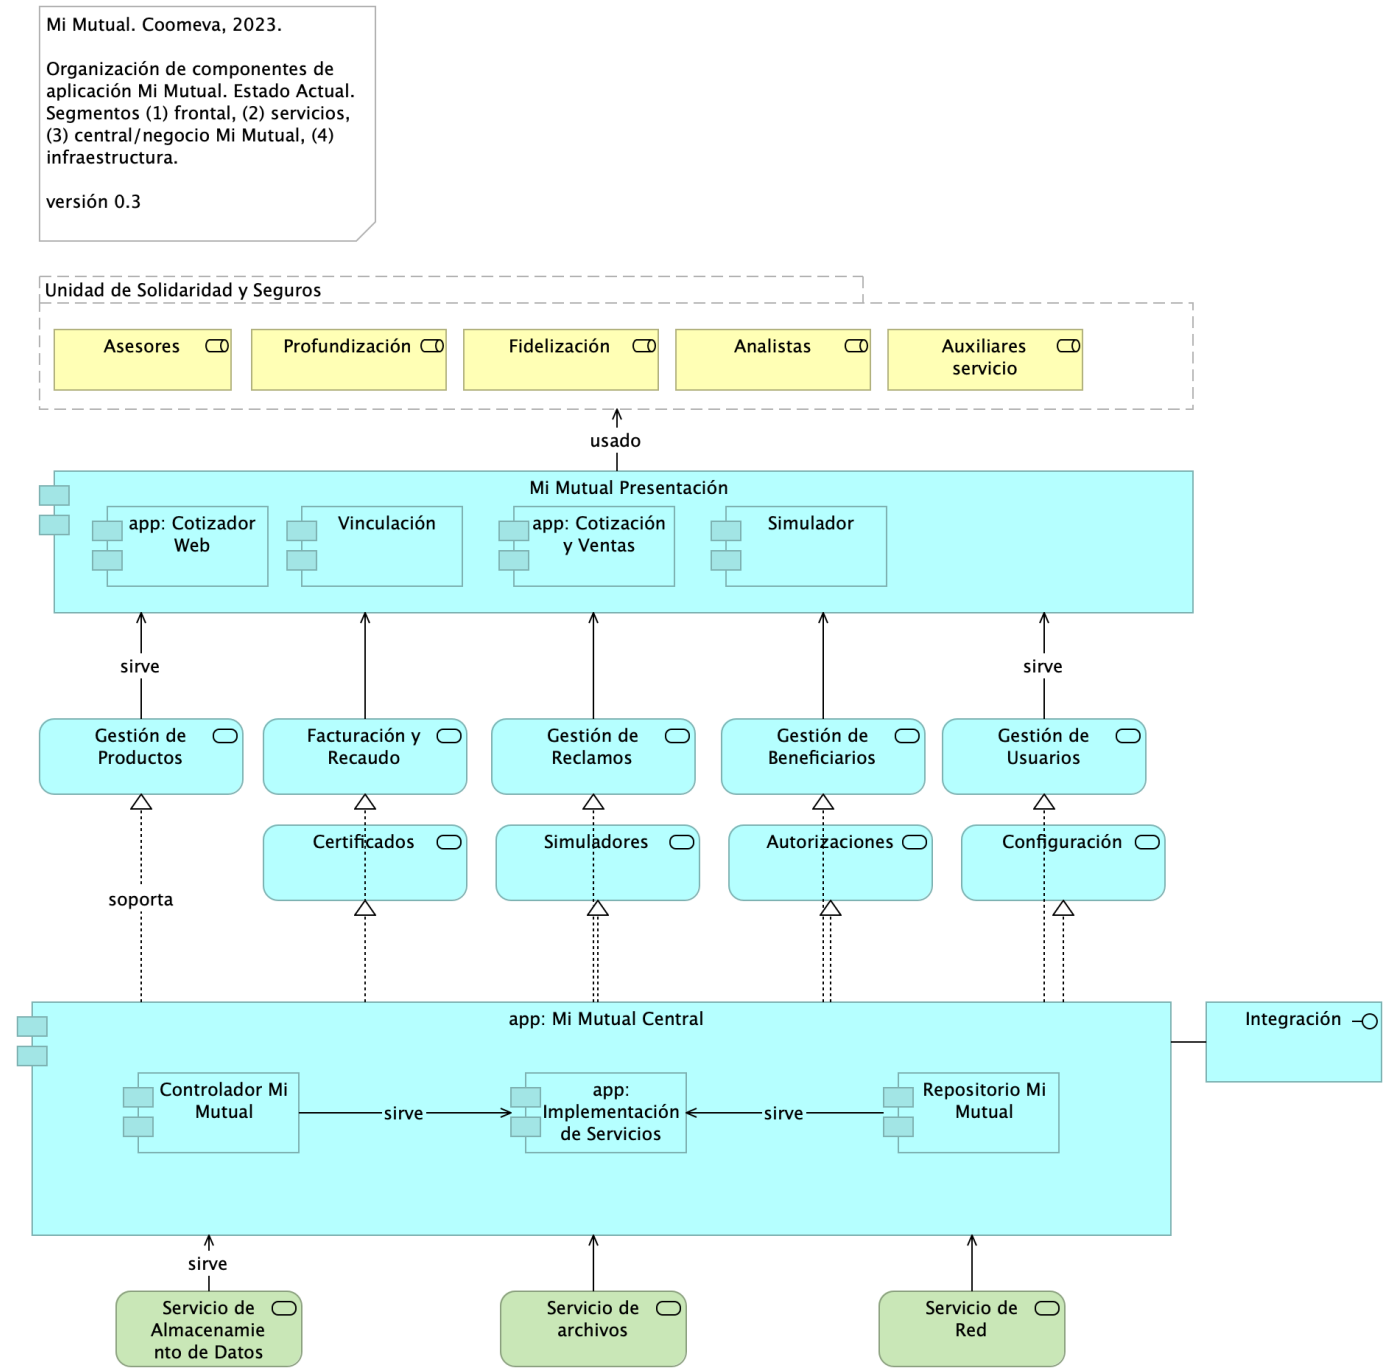 Mi Mutual. Coomeva, 2023.
Organización de componentes de
aplicación Mi Mutual. Estado Actual.
Segmentos (1) frontal, (2) servicios,
(3) central/negocio Mi Mutual, (4)
infraestructura.
versión 0.3
Unidad de Solidaridad y Seguros
Asesores
Profundización
Fidelización
Analistas
Auxiliares
servicio
usado
Mi Mutual Presentación
app: Cotizador
Web
Vinculación
app: Cotización
y Ventas
Simulador
sirve
sirve
Gestión de
Productos
Facturación y
Recaudo
Gestión de
Reclamos
Gestión de
Beneficiarios
Gestión de
Usuarios
Certificados
Simuladores
Autorizaciones
Configuración
soporta
app: Mi Mutual Central
Integración
Controlador Mi
Mutual
sirve
app:
Implementación
de Servicios
sirve
Repositorio Mi
Mutual
sirve
Servicio de
Almacenamie
nto de Datos
Servicio de
archivos
Servicio de
Red